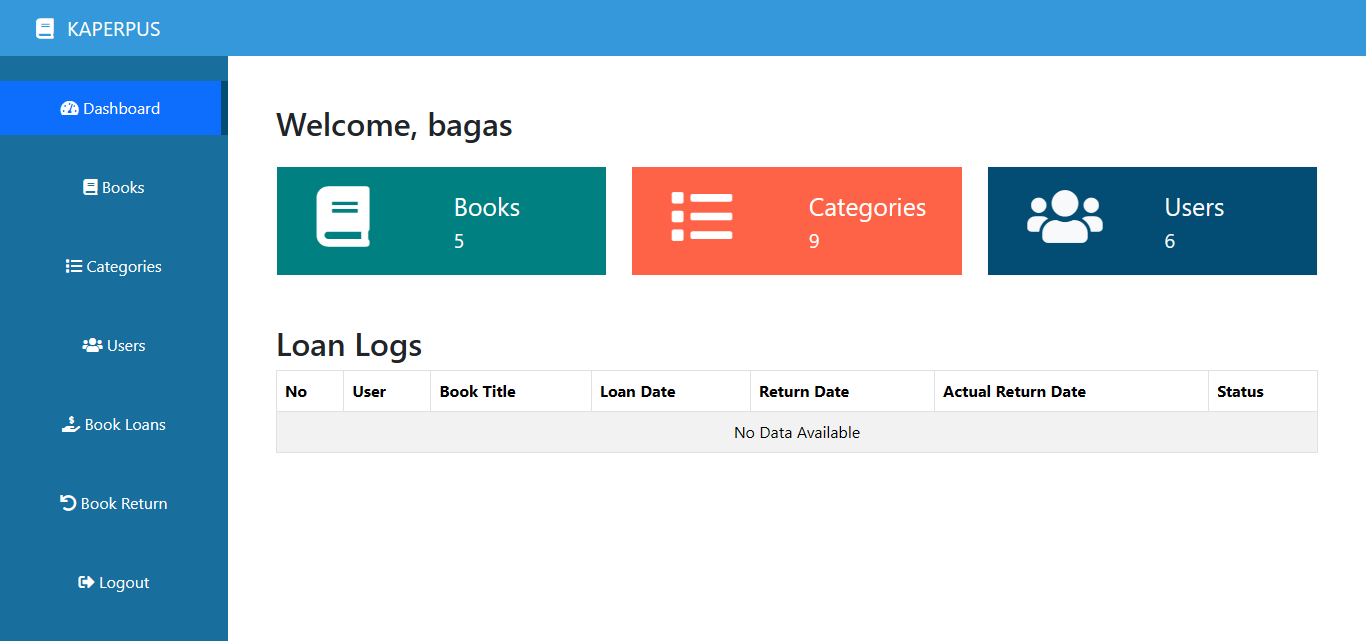 KAPERPUS
Dashboard
Books
Categories
Users
Book Loans
Book Return
Logout
Welcome, bagas
Books
5
Categories
9
Users
6
Loan Logs
No User Book Title Loan Date Return Date Actual Return Date Status
No Data Available